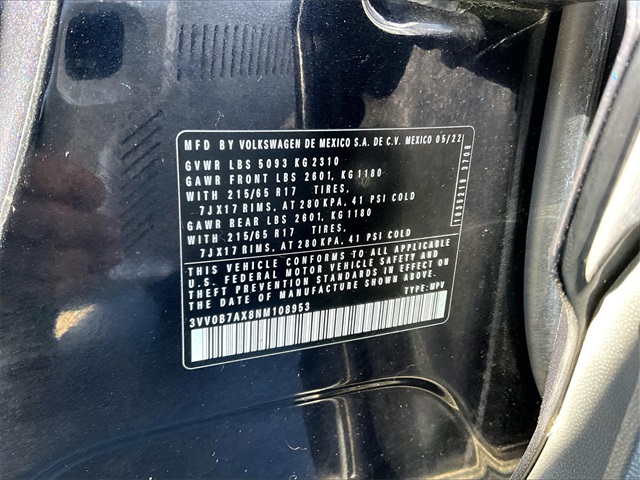 MFD BY VOLKSWAGEN DE MEXICO S.A. DE C.V. MEXICO 05/22
GVWR LBS 5093 KG 2310
GAWR FRONT LBS 2601, KG 1180
WITH 215/65 R17 TIRES,
7JX17 RIMS, AT 280 KPA, 41 PSI COLD
GAWR REAR LBS 2601, KG 1180
WITH 215/65 R17 TIRES,
7JX17 RIMS, AT 280 KPA, 41 PSI COLD
THIS VEHICLE CONFORMS TO ALL APPLICABLE
U.S. FEDERAL MOTOR VEHICLE SAFETY AND
THEFT PREVENTION STANDARDS IN EFFECT ON
THE DATE OF MANUFACTURE SHOWN ABOVE.
3VV0B7AX8NM108953 TYPE: MPV